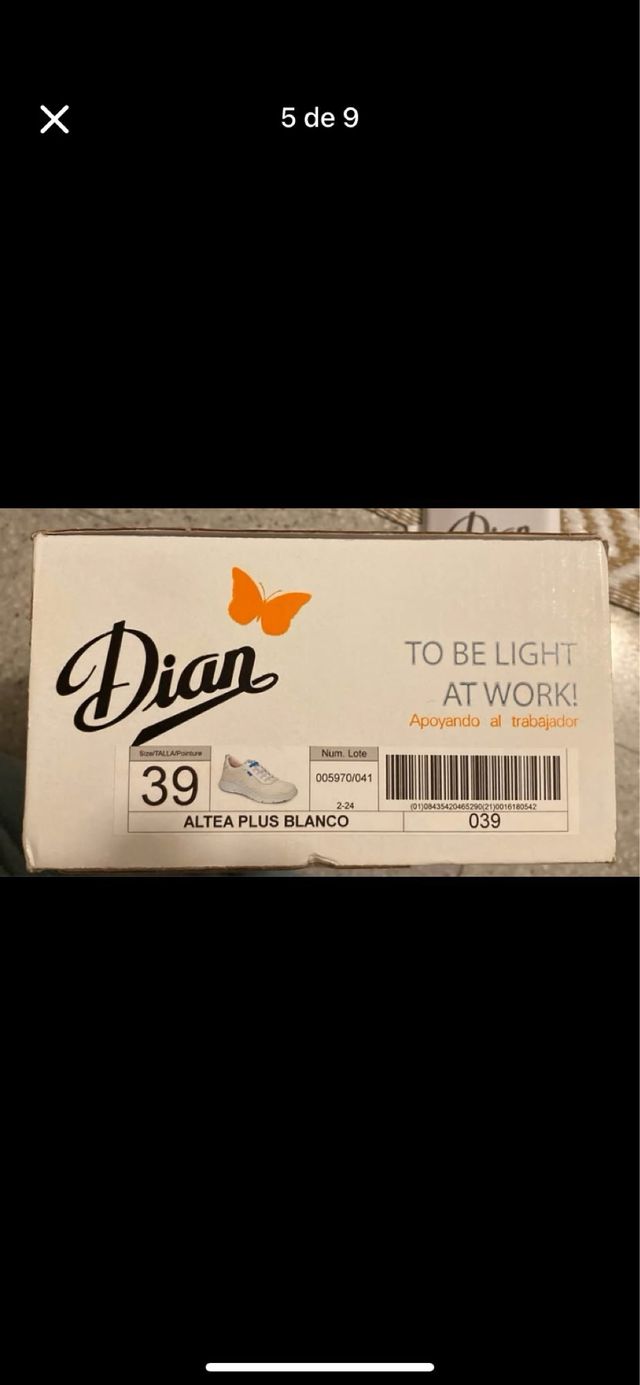 5 de 9
Dian
Dian
TO BE LIGHT
AT WORK!
Apoyando al trabajador
Size/TALLA/Pointure
39
Num. Lote
005970/041
2-24
(01)08435420465290(21)0016180542
ALTEA PLUS BLANCO
039